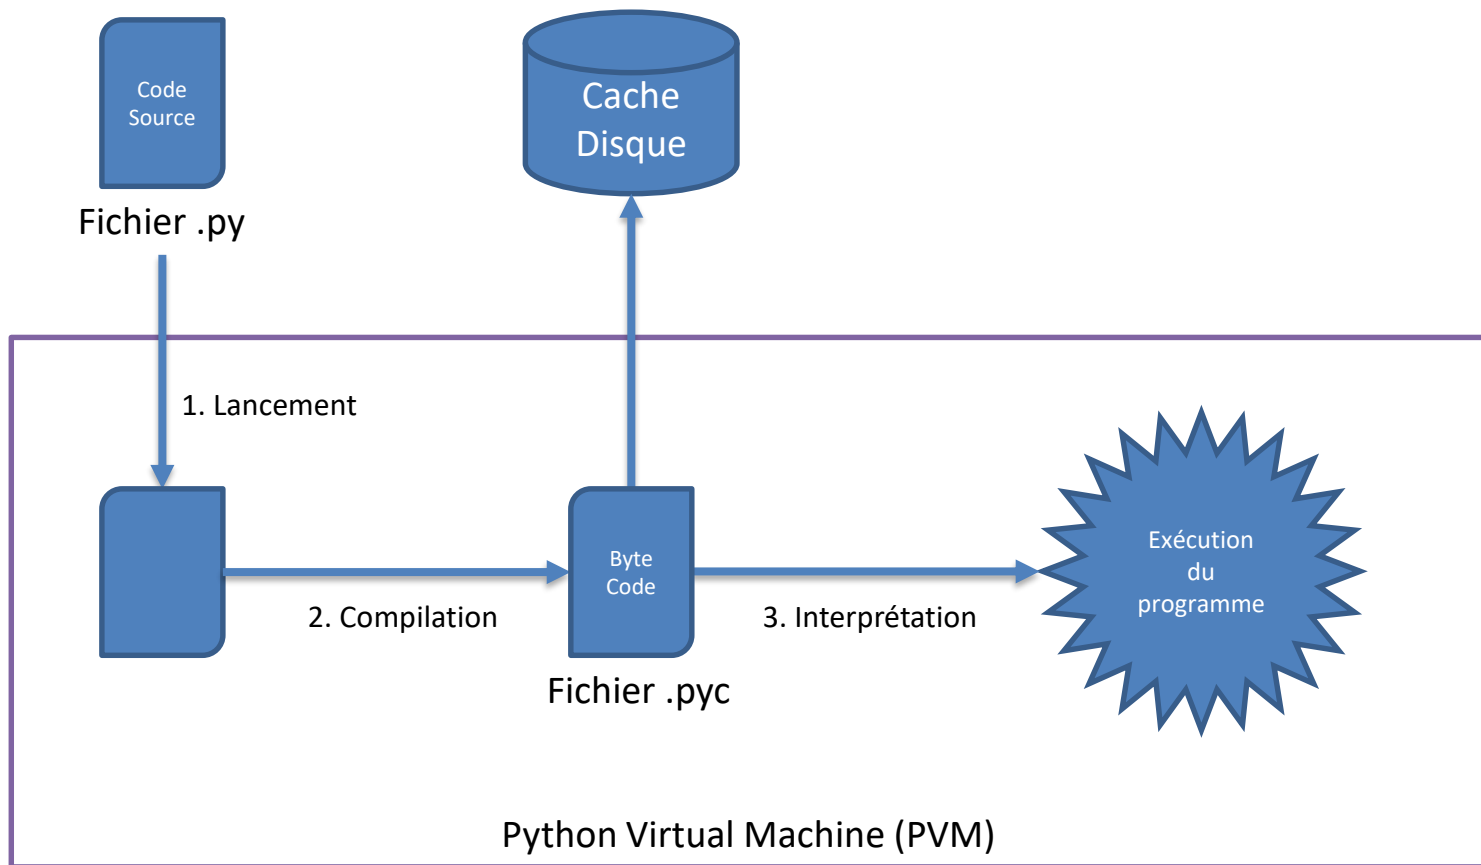 Code
Source
Fichier .py
Cache
Disque
1. Lancement
2. Compilation
Byte
Code
Fichier .pyc
3. Interprétation
Exécution
du
programme
Python Virtual Machine (PVM)